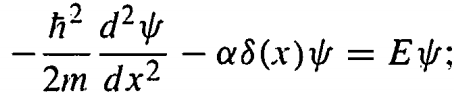 $$-\frac{\hbar^2}{2m} \frac{d^2\psi}{dx^2} - \alpha\delta(x)\psi = E\psi;$$